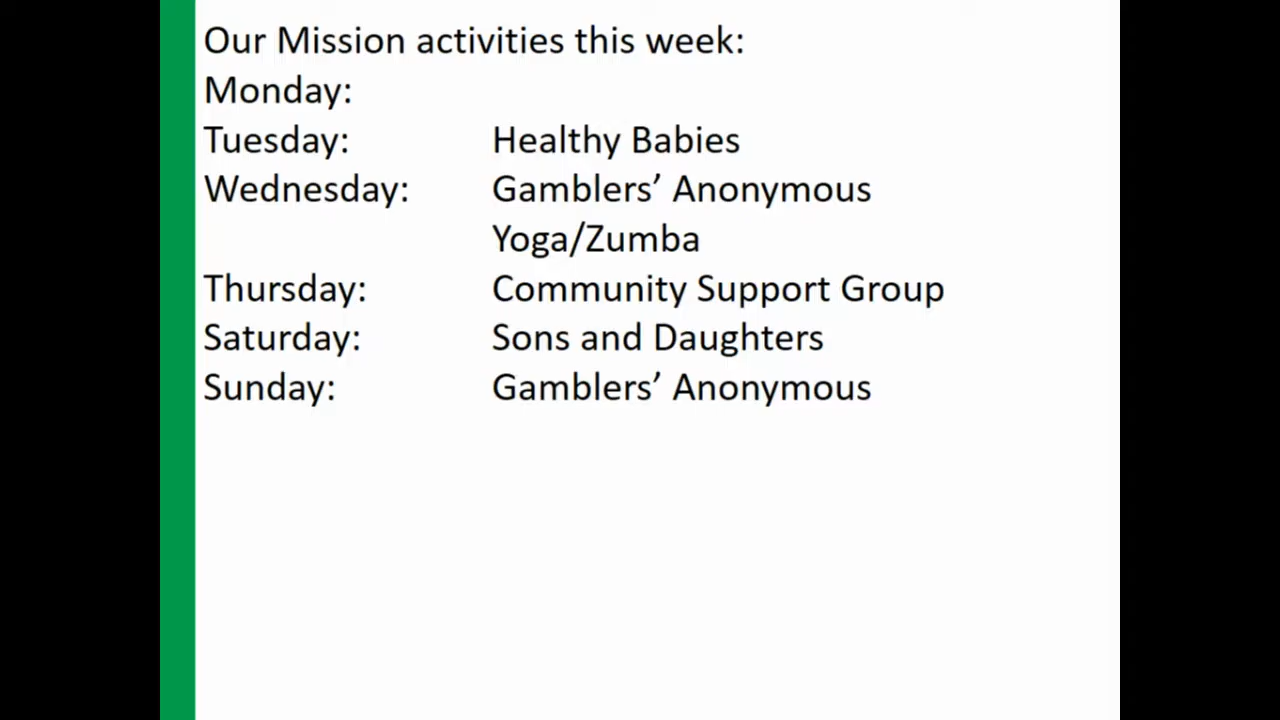 Our Mission activities this week:
Monday:
Tuesday: Healthy Babies
Wednesday: Gamblers’ Anonymous
Yoga/Zumba
Thursday: Community Support Group
Saturday: Sons and Daughters
Sunday: Gamblers’ Anonymous